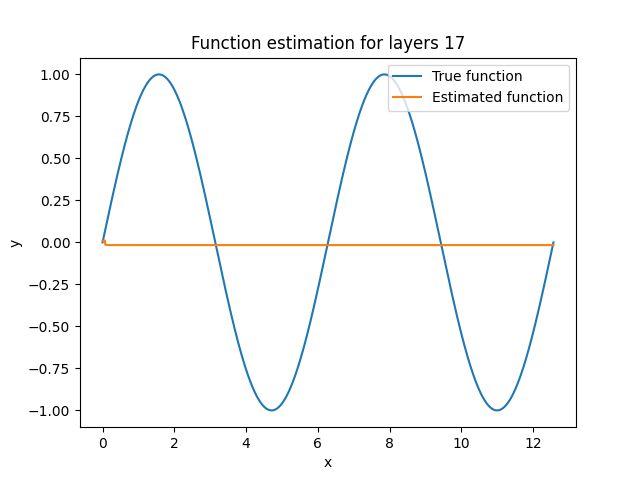 Function estimation for layers 17
True function
Estimated function
1.00
0.75
0.50
0.25
0.00
−0.25
−0.50
−0.75
−1.00
y
0 2 4 6 8 10 12
x